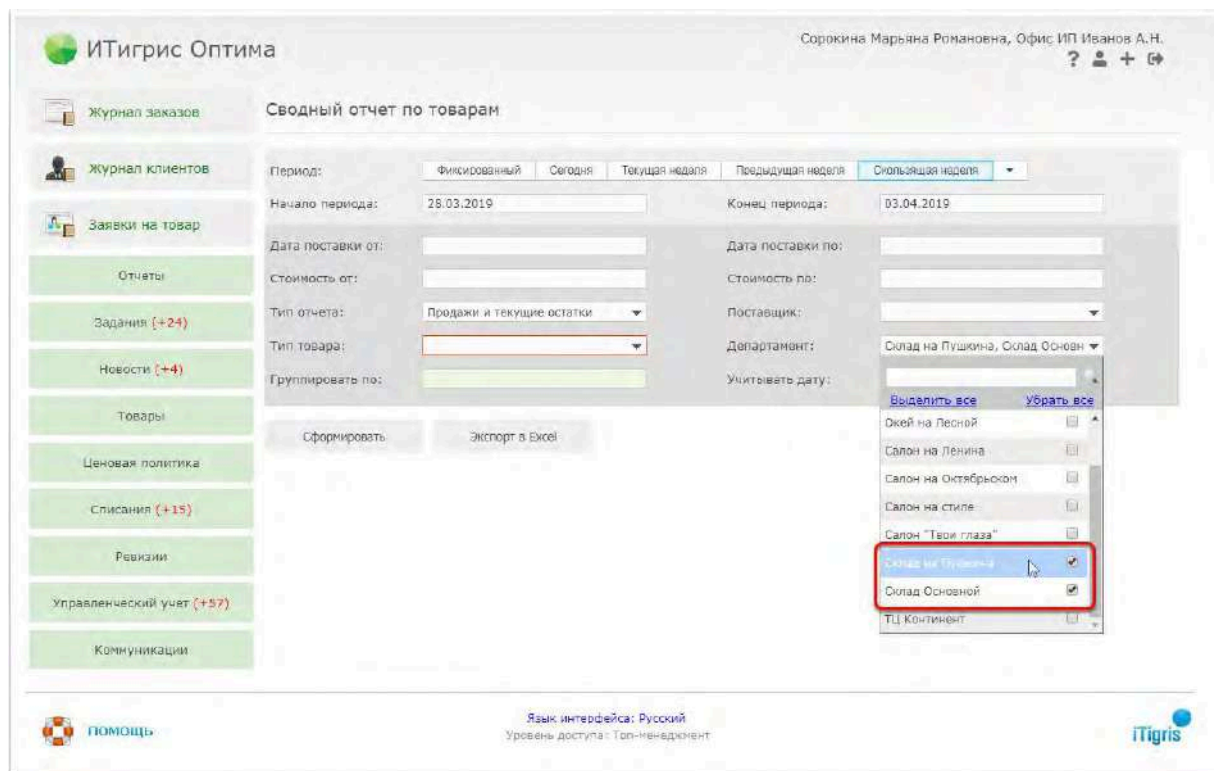 ИТигрис Оптима
Сорокина Марьяна Романовна, Офис ИП Иванов А.Н.
Журнал заказов
Сводный отчет по товарам
Журнал клиентов
Период:
Фиксированный Сегодня Текущая неделя Предыдущая неделя Скользящая неделя
Начало периода: 28.03.2019 Конец периода: 03.04.2019
Заявки на товар
Дата поставки от: Дата поставки по:
Отчеты
Стоимость от: Стоимость по:
Тип отчета: Продажи и текущие остатки Поставщик:
Задания (+24)
Тип товара: Департамент: Склад на Пушкина, Склад Основн
Новости (+4)
Группировать по: Учитывать дату:
Выделить все Убрать все
Товары
Окей на Лесной
Сформировать Экспорт в Excel
Салон на Ленина
Ценовая политика
Салон на Октябрьском
Списания (+15)
Салон на стиле
Салон "Твои глаза"
Ревизии
Склад на Пушкина
Склад Основной
Управленческий учет (+57)
ТЦ Континент
Коммуникации
ПОМОЩЬ
Язык интерфейса: Русский
Уровень доступа: Топ-менеджмент
iTigris